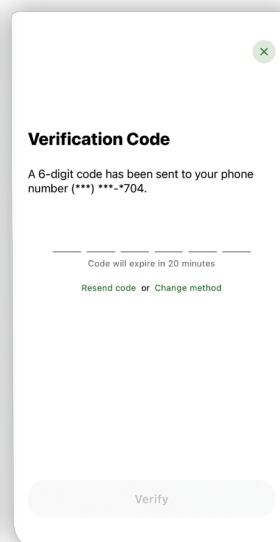 Verification Code
A 6-digit code has been sent to your phone
number (***) ***-*704.
Code will expire in 20 minutes
Resend code or Change method
Verify